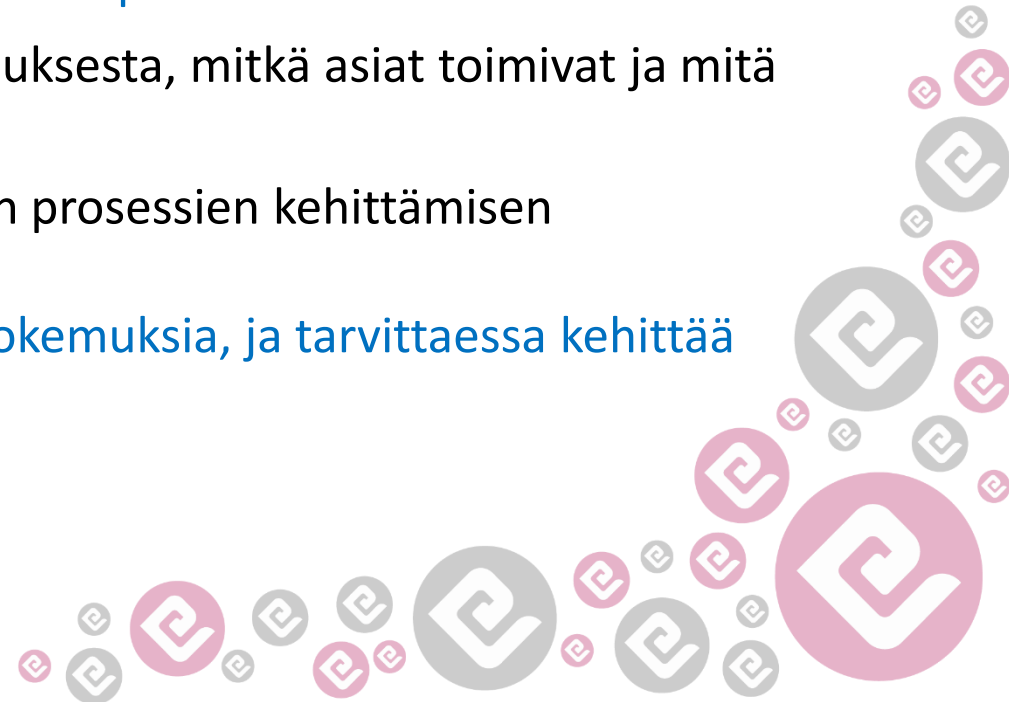 uksesta, mitkä asiat toimivat ja mitä
prosessien kehittämisen
okemuksia, ja tarvittaessa kehittää